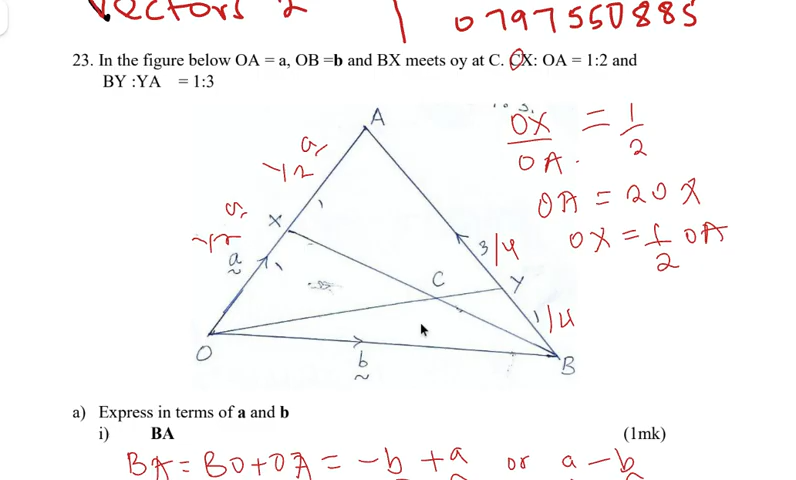 Vectors 2 | 0797550885
23. In the figure below OA = a, OB =b and BX meets oy at C. OX: OA = 1:2 and
BY :YA = 1:3
A
OX/OA. = 1/2
a
1/2
OA = 2OX
a
1/2
X
3/4
OX = 1/2 OA
a
C
Y
1/4
O
b
B
a) Express in terms of a and b
i) BA (1mk)
BA = BO + OA = -b + a or a - b